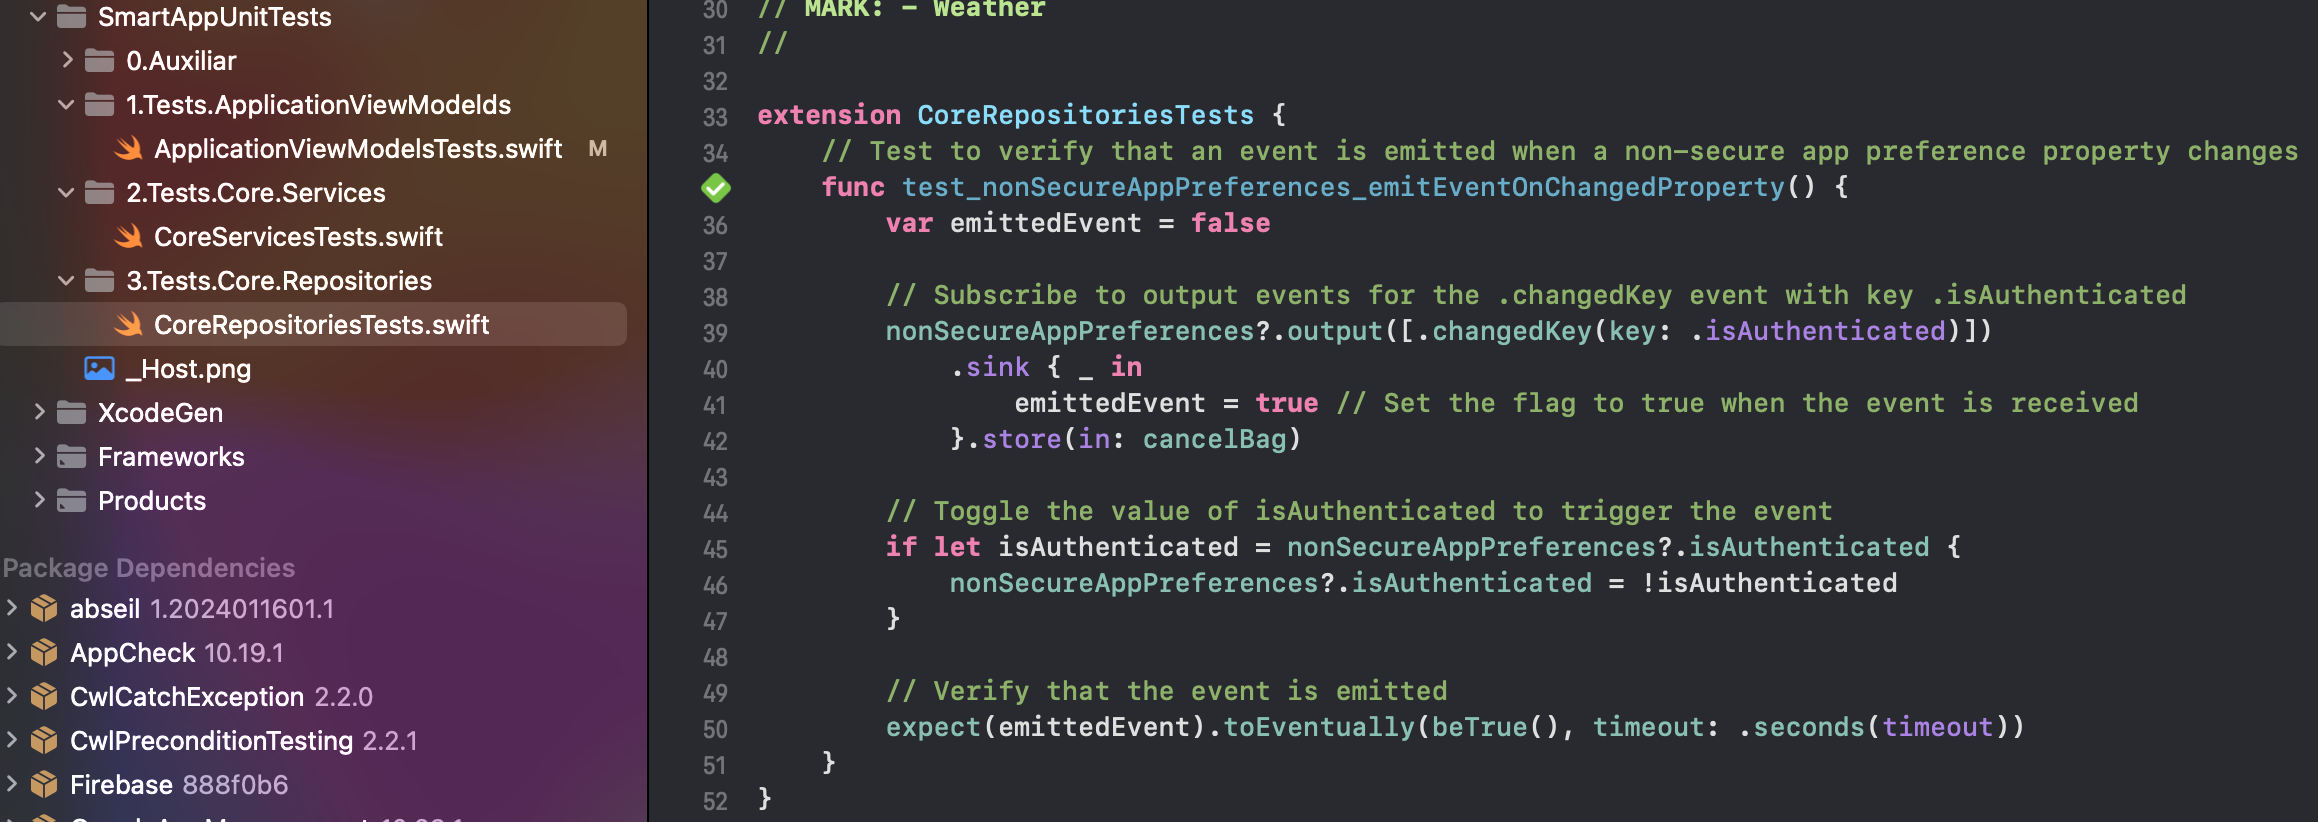 SmartAppUnitTests
0.Auxiliar
1.Tests.ApplicationViewModelds
ApplicationViewModelsTests.swift M
2.Tests.Core.Services
CoreServicesTests.swift
3.Tests.Core.Repositories
CoreRepositoriesTests.swift
_Host.png
XcodeGen
Frameworks
Products
Package Dependencies
abseil 1.2024011601.1
AppCheck 10.19.1
CwlCatchException 2.2.0
CwlPreconditionTesting 2.2.1
Firebase 888f0b6
30 // MARK: - Weather
31 //
32
33 extension CoreRepositoriesTests {
34 // Test to verify that an event is emitted when a non-secure app preference property changes
func test_nonSecureAppPreferences_emitEventOnChangedProperty() {
36 var emittedEvent = false
37
38 // Subscribe to output events for the .changedKey event with key .isAuthenticated
39 nonSecureAppPreferences?.output([.changedKey(key: .isAuthenticated)])
40 .sink { _ in
41 emittedEvent = true // Set the flag to true when the event is received
42 }.store(in: cancelBag)
43
44 // Toggle the value of isAuthenticated to trigger the event
45 if let isAuthenticated = nonSecureAppPreferences?.isAuthenticated {
46 nonSecureAppPreferences?.isAuthenticated = !isAuthenticated
47 }
48
49 // Verify that the event is emitted
50 expect(emittedEvent).toEventually(beTrue(), timeout: .seconds(timeout))
51 }
52 }